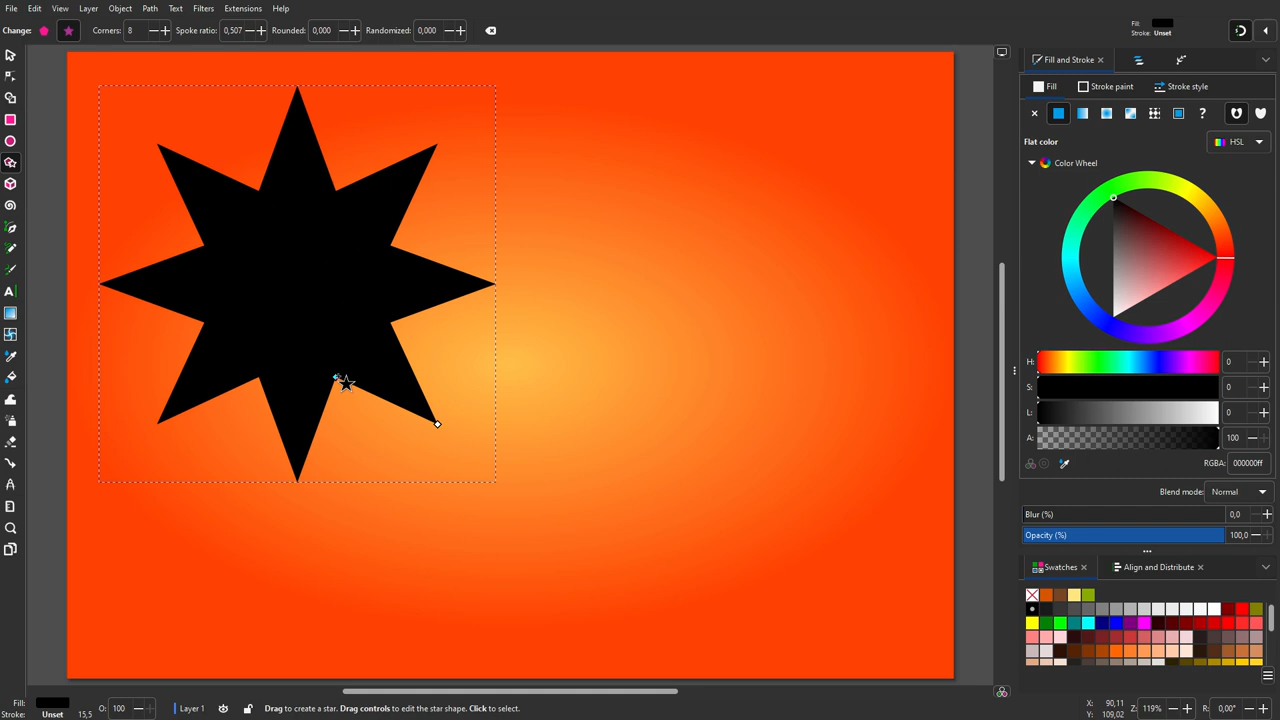 File Edit View Layer Object Path Text Filters Extensions Help
Change: Corners: 8 Spoke ratio: 0,507 Rounded: 0,000 Randomized: 0,000
Fill:
Stroke: Unset
Fill and Stroke
Fill Stroke paint Stroke style
?
Flat color HSL
Color Wheel
H: 0
S: 0
L: 0
A: 100
RGBA: 000000ff
Blend mode: Normal
Blur (%) 0,0
Opacity (%) 100,0
Swatches Align and Distribute
Fill:
Stroke: Unset 15,5
O: 100
Layer 1
Drag to create a star. Drag controls to edit the star shape. Click to select.
X: 90,11
Y: 109,02
Z: 119%
R: 0,00°